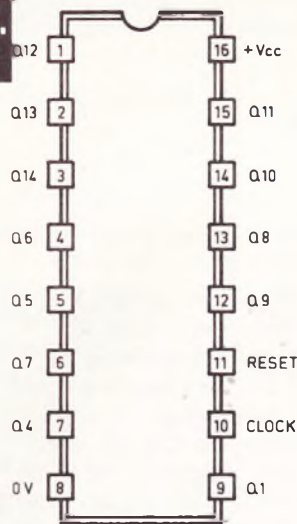 Q12 1 16 +Vcc
Q13 2 15 Q11
Q14 3 14 Q10
Q6 4 13 Q8
Q5 5 12 Q9
Q7 6 11 RESET
Q4 7 10 CLOCK
0V 8 9 Q1